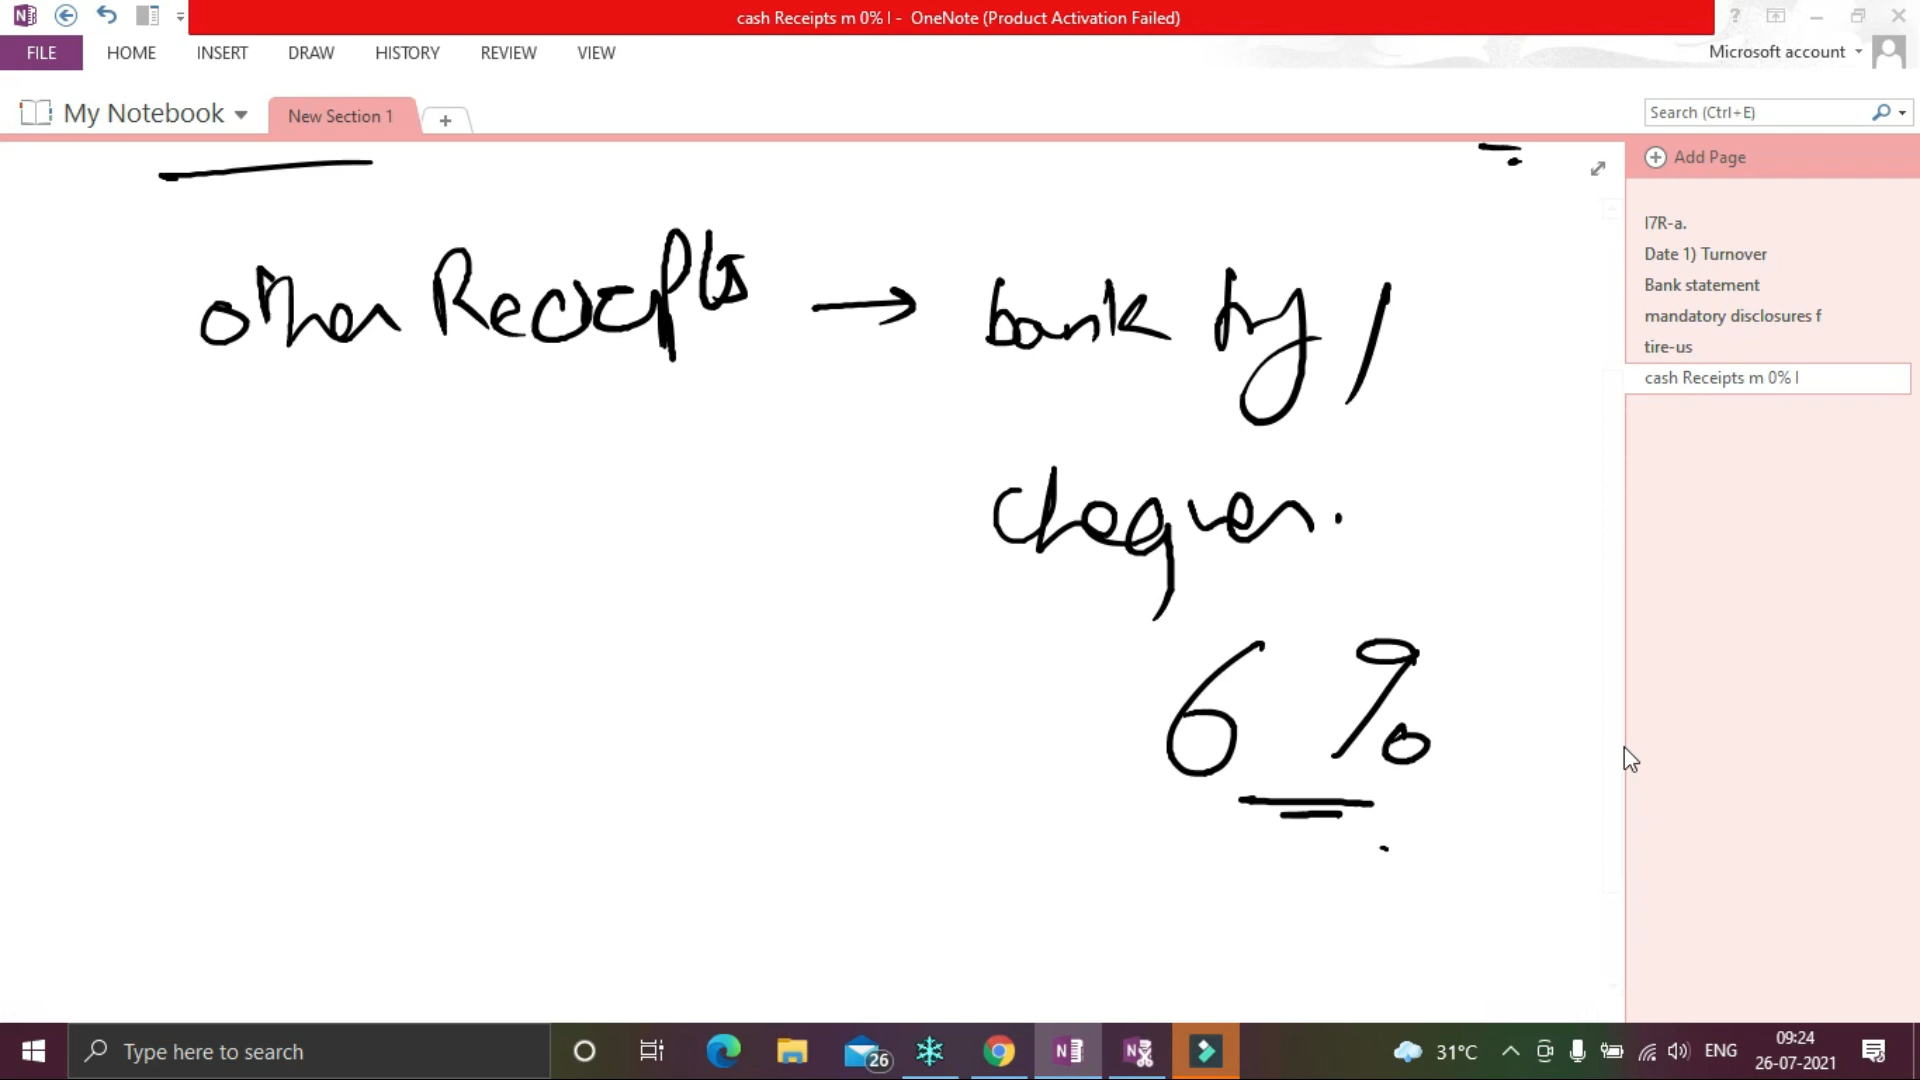 cash Receipts m 0% l - OneNote (Product Activation Failed)
?
FILE HOME INSERT DRAW HISTORY REVIEW VIEW
Microsoft account
My Notebook
New Section 1
+
Search (Ctrl+E)
Add Page
I7R-a.
Date 1) Turnover
Bank statement
mandatory disclosures f
tire-us
cash Receipts m 0% l
other Reciepts → bank by /
cheques.
6 %
Type here to search
26
31°C
ENG
09:24
26-07-2021